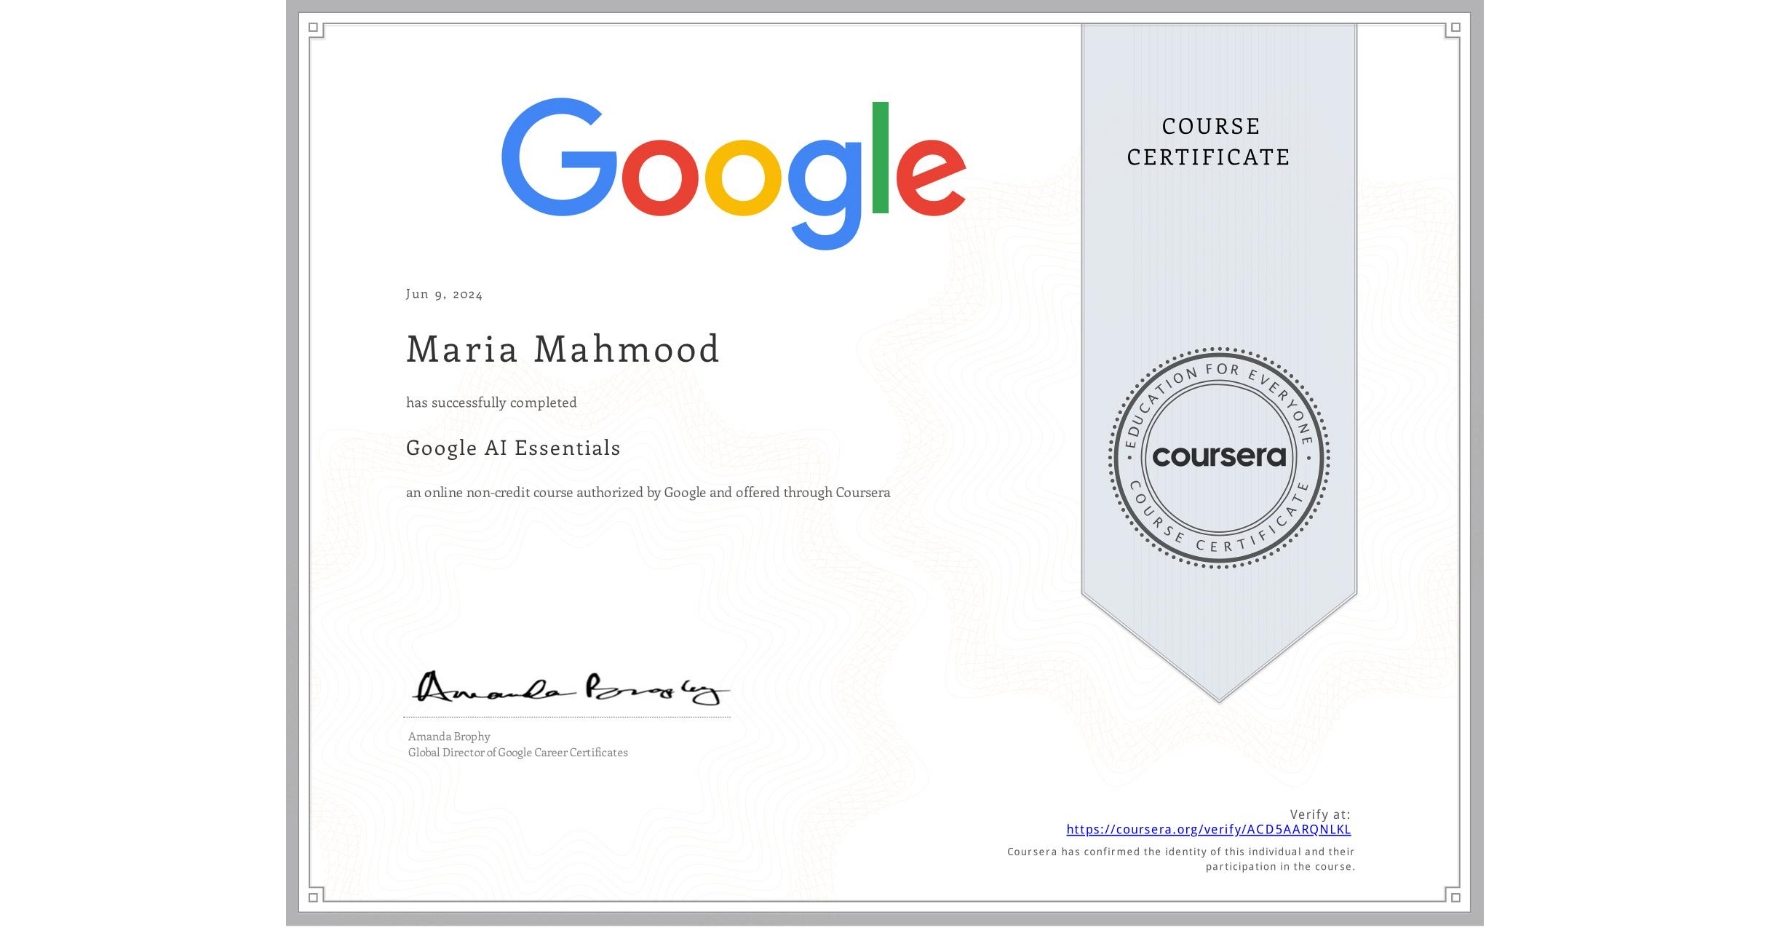 Google
COURSE
CERTIFICATE
Jun 9, 2024
Maria Mahmood
has successfully completed
Google AI Essentials
an online non-credit course authorized by Google and offered through Coursera
EDUCATION FOR EVERYONE
coursera
COURSE CERTIFICATE
Amanda Brophy
Amanda Brophy
Global Director of Google Career Certificates
Verify at:
https://coursera.org/verify/ACD5AARQNLKL
Coursera has confirmed the identity of this individual and their
participation in the course.